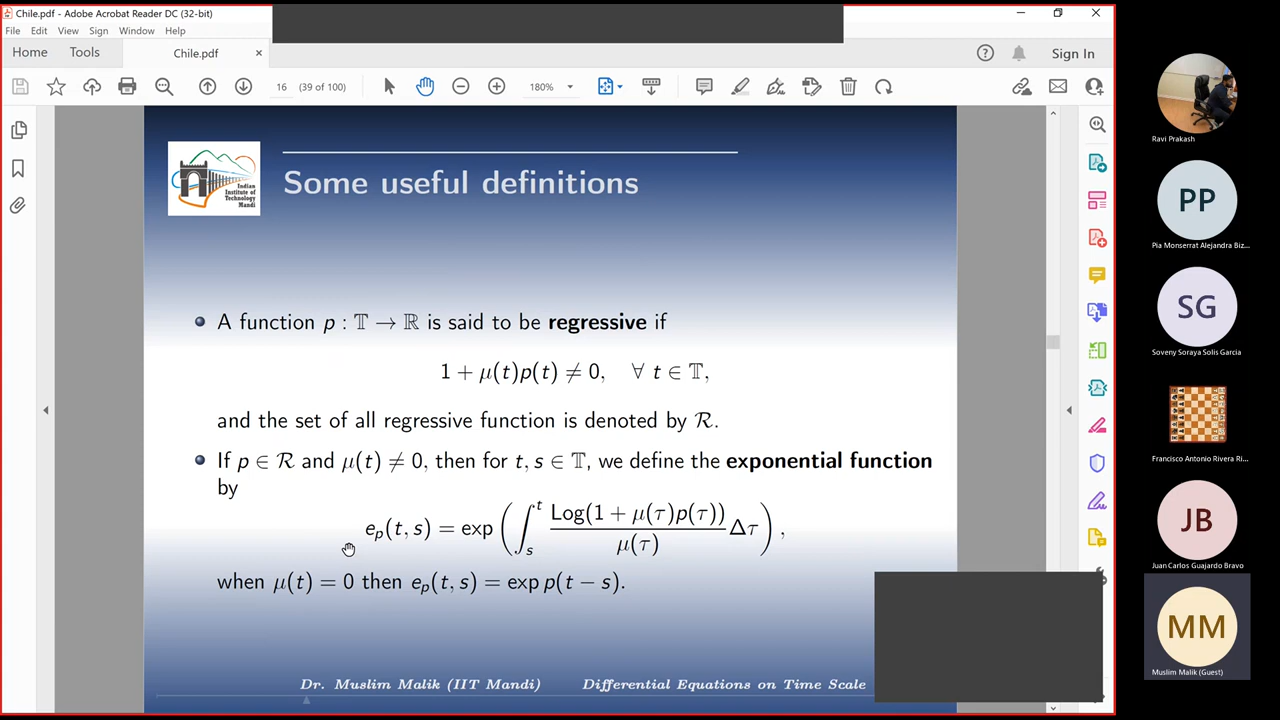 Chile.pdf - Adobe Acrobat Reader DC (32-bit)
File Edit View Sign Window Help
Home Tools Chile.pdf × Sign In
16 (39 of 100) 180%
Indian Institute of Technology Mandi
Some useful definitions
A function p : 𝕋 → ℝ is said to be regressive if
1 + μ(t)p(t) ≠ 0, ∀ t ∈ 𝕋,
and the set of all regressive function is denoted by ℛ.
If p ∈ ℛ and μ(t) ≠ 0, then for t, s ∈ 𝕋, we define the exponential function
by
e_p(t, s) = exp ( ∫_s^t Log(1 + μ(τ)p(τ)) / μ(τ) Δτ ) ,
when μ(t) = 0 then e_p(t, s) = exp p(t − s).
Dr. Muslim Malik (IIT Mandi) Differential Equations on Time Scale
Ravi Prakash
PP
Pia Monserrat Alejandra Biz...
SG
Soveny Soraya Solis Garcia
Francisco Antonio Rivera Ri...
JB
Juan Carlos Guajardo Bravo
MM
Muslim Malik (Guest)